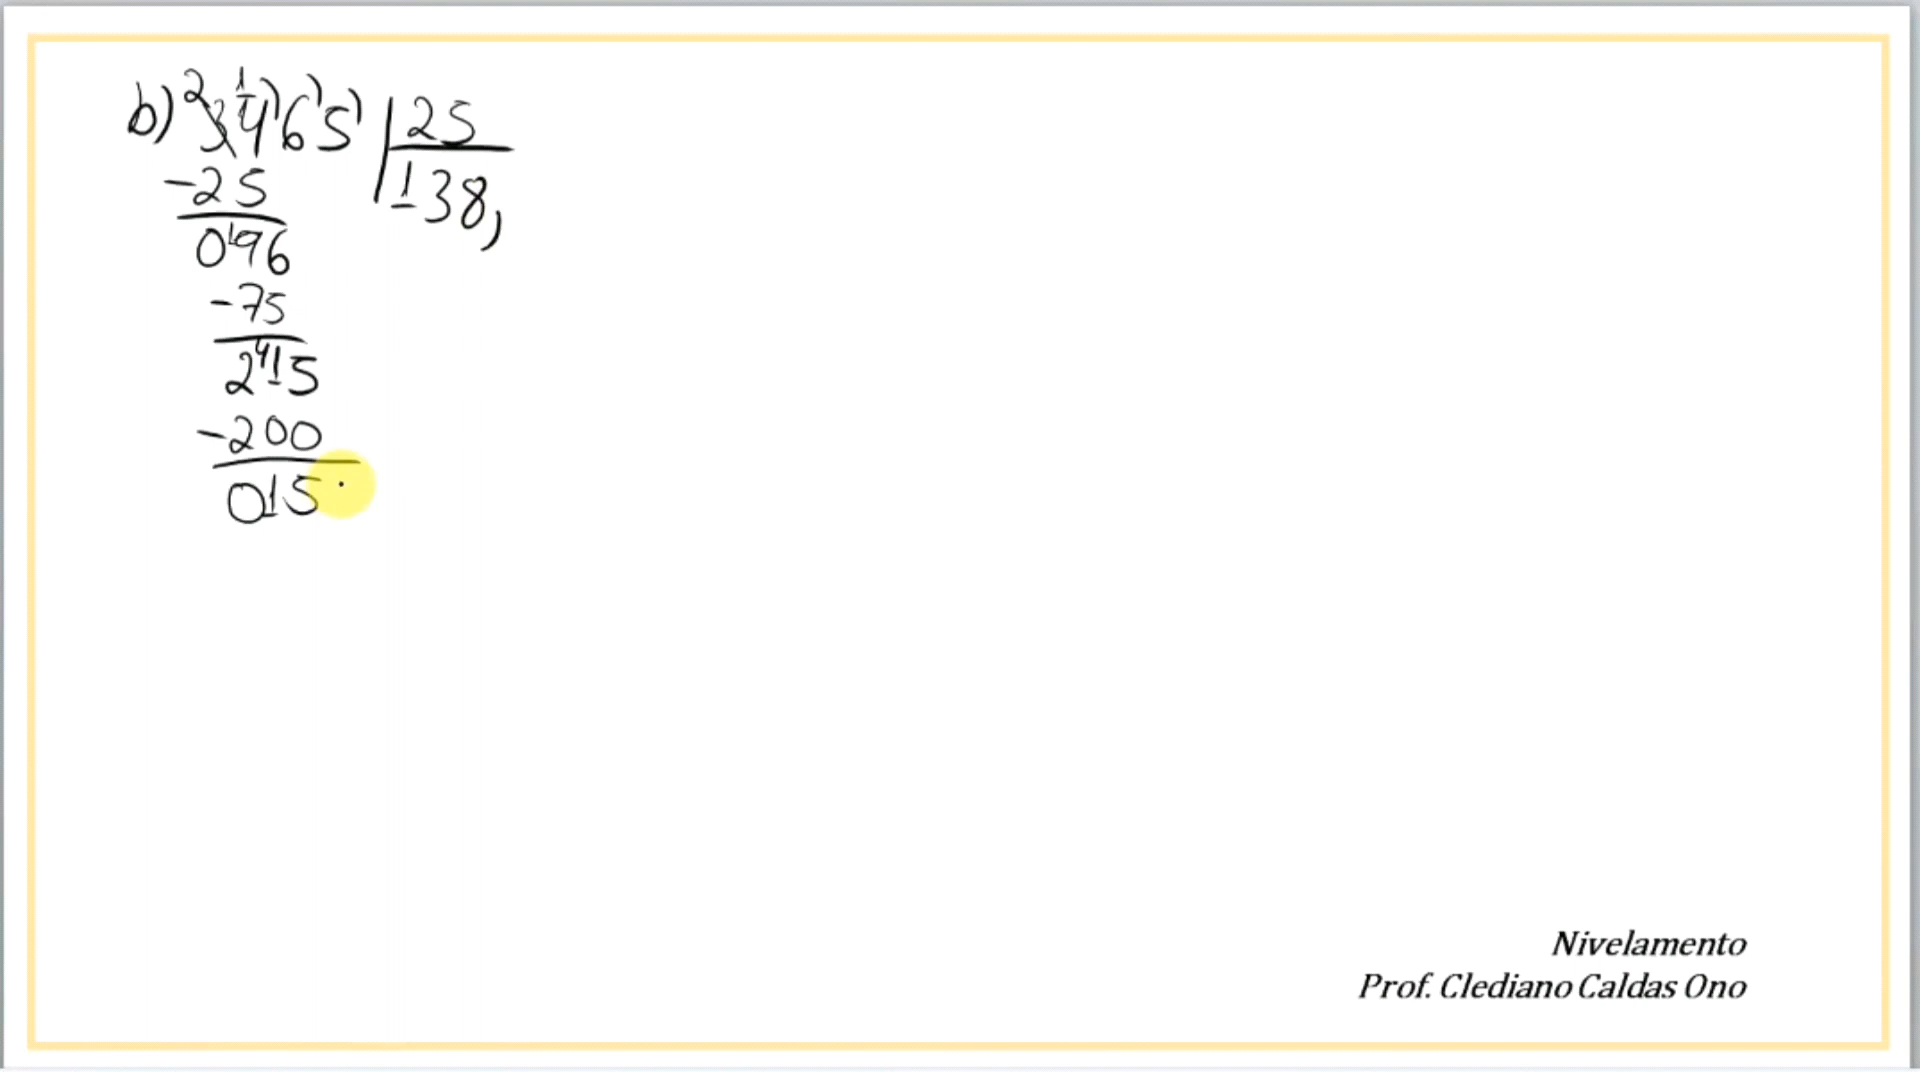 b) 3465 | 25
-25 138,
096
-75
215
-200
015
Nivelamento
Prof. Clediano Caldas Ono